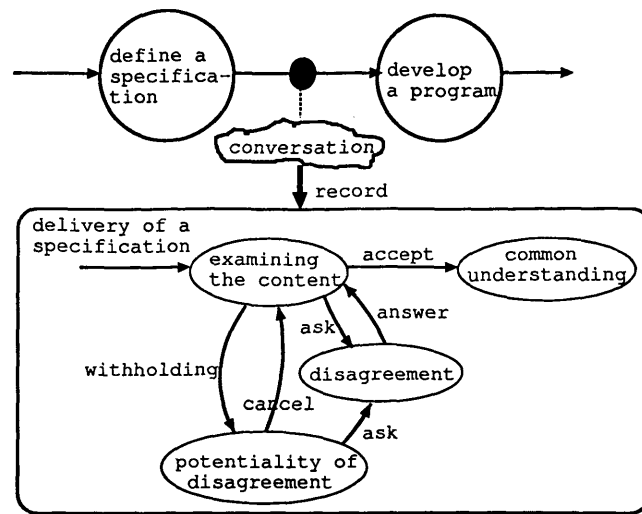 define a
specifica-
tion
develop
a program
conversation
record
delivery of a
specification
examining
the content
accept
common
understanding
ask
answer
withholding
disagreement
cancel
ask
potentiality of
disagreement